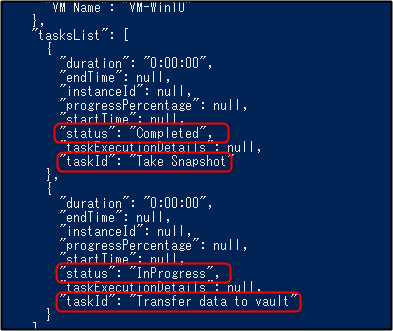 "VM Name": "VM-Win10"
},
"tasksList": [
{
"duration": "0:00:00",
"endTime": null,
"instanceId": null,
"progressPercentage": null,
"startTime": null,
"status": "Completed",
"taskExecutionDetails": null,
"taskId": "Take Snapshot"
},
{
"duration": "0:00:00",
"endTime": null,
"instanceId": null,
"progressPercentage": null,
"startTime": null,
"status": "InProgress",
"taskExecutionDetails": null,
"taskId": "Transfer data to vault"
}
]